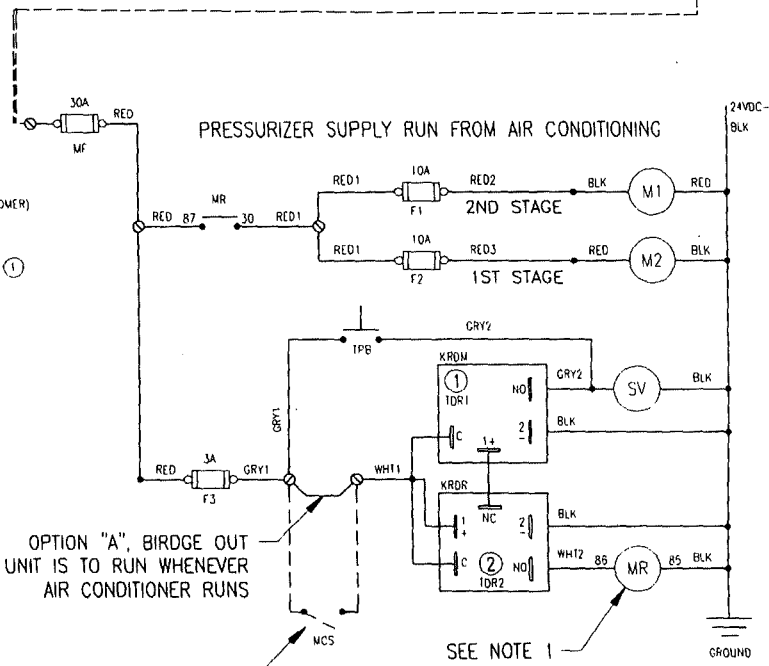 30A RED
MF
24VDC-
BLK
PRESSURIZER SUPPLY RUN FROM AIR CONDITIONING
OMER)
1
RED1 10A RED2 BLK M1 RED
F1 2ND STAGE
RED 87 MR 30 RED1
RED1 10A RED3 RED M2 BLK
F2 1ST STAGE
TPB GRY2
GRY1
KRDM
1 TDR1 NO GRY2 SV BLK
C 1+ 2 - BLK
RED 3A GRY1 WHT1
F3
KRDR
NC
1 + 2 - BLK
C 2 TDR2 NO WHT2 86 MR 85 BLK
OPTION "A", BIRDGE OUT
UNIT IS TO RUN WHENEVER
AIR CONDITIONER RUNS
MCS
SEE NOTE 1
GROUND